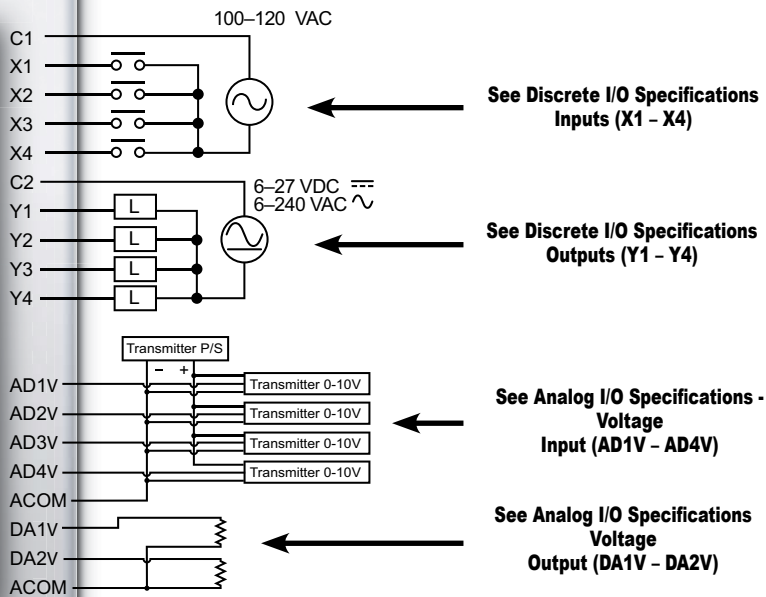 100–120 VAC
C1
X1
X2
X3
X4
See Discrete I/O Specifications
Inputs (X1 – X4)
C2
6–27 VDC
6–240 VAC
Y1
L
Y2
L
Y3
L
Y4
L
See Discrete I/O Specifications
Outputs (Y1 – Y4)
Transmitter P/S
– +
AD1V
Transmitter 0-10V
AD2V
Transmitter 0-10V
AD3V
Transmitter 0-10V
AD4V
Transmitter 0-10V
ACOM
See Analog I/O Specifications -
Voltage
Input (AD1V – AD4V)
DA1V
DA2V
ACOM
See Analog I/O Specifications
Voltage
Output (DA1V – DA2V)